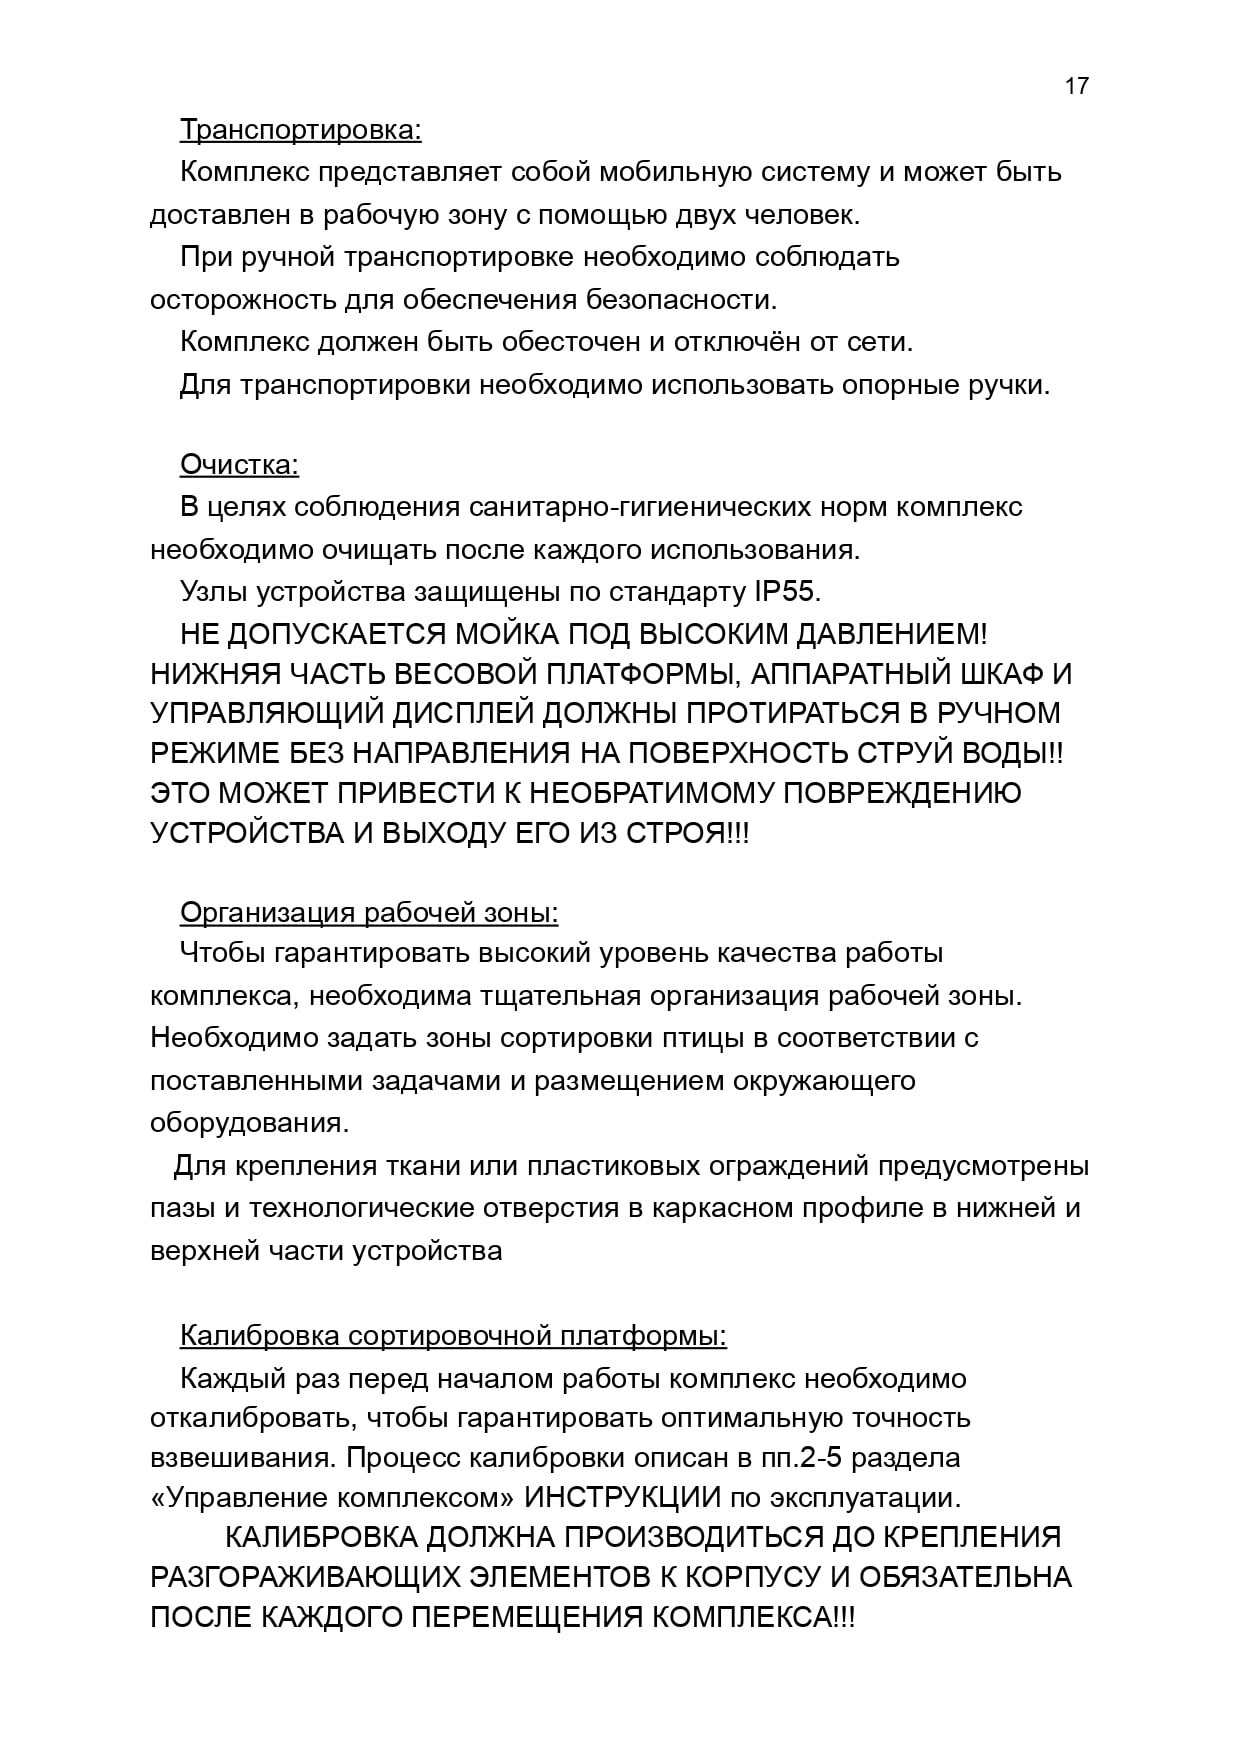 17
Транспортировка:
Комплекс представляет собой мобильную систему и может быть
доставлен в рабочую зону с помощью двух человек.
При ручной транспортировке необходимо соблюдать
осторожность для обеспечения безопасности.
Комплекс должен быть обесточен и отключён от сети.
Для транспортировки необходимо использовать опорные ручки.
Очистка:
В целях соблюдения санитарно-гигиенических норм комплекс
необходимо очищать после каждого использования.
Узлы устройства защищены по стандарту IP55.
НЕ ДОПУСКАЕТСЯ МОЙКА ПОД ВЫСОКИМ ДАВЛЕНИЕМ!
НИЖНЯЯ ЧАСТЬ ВЕСОВОЙ ПЛАТФОРМЫ, АППАРАТНЫЙ ШКАФ И
УПРАВЛЯЮЩИЙ ДИСПЛЕЙ ДОЛЖНЫ ПРОТИРАТЬСЯ В РУЧНОМ
РЕЖИМЕ БЕЗ НАПРАВЛЕНИЯ НА ПОВЕРХНОСТЬ СТРУЙ ВОДЫ!!
ЭТО МОЖЕТ ПРИВЕСТИ К НЕОБРАТИМОМУ ПОВРЕЖДЕНИЮ
УСТРОЙСТВА И ВЫХОДУ ЕГО ИЗ СТРОЯ!!!
Организация рабочей зоны:
Чтобы гарантировать высокий уровень качества работы
комплекса, необходима тщательная организация рабочей зоны.
Необходимо задать зоны сортировки птицы в соответствии с
поставленными задачами и размещением окружающего
оборудования.
Для крепления ткани или пластиковых ограждений предусмотрены
пазы и технологические отверстия в каркасном профиле в нижней и
верхней части устройства
Калибровка сортировочной платформы:
Каждый раз перед началом работы комплекс необходимо
откалибровать, чтобы гарантировать оптимальную точность
взвешивания. Процесс калибровки описан в пп.2-5 раздела
«Управление комплексом» ИНСТРУКЦИИ по эксплуатации.
КАЛИБРОВКА ДОЛЖНА ПРОИЗВОДИТЬСЯ ДО КРЕПЛЕНИЯ
РАЗГОРАЖИВАЮЩИХ ЭЛЕМЕНТОВ К КОРПУСУ И ОБЯЗАТЕЛЬНА
ПОСЛЕ КАЖДОГО ПЕРЕМЕЩЕНИЯ КОМПЛЕКСА!!!